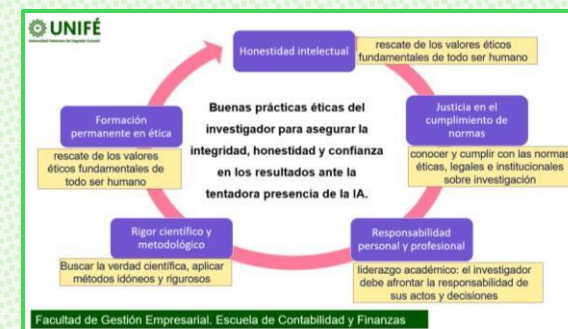 UNIFÉ
Universidad Femenina del Sagrado Corazón
Honestidad intelectual
rescate de los valores éticos
fundamentales de todo ser humano
Justicia en el
cumplimiento de
normas
conocer y cumplir con las normas
éticas, legales e institucionales
sobre investigación
Responsabilidad
personal y profesional
liderazgo académico: el investigador
debe afrontar la responsabilidad de
sus actos y decisiones
Rigor científico y
metodológico
Buscar la verdad científica, aplicar
métodos idóneos y rigurosos
Formación
permanente en ética
rescate de los valores
éticos fundamentales de
todo ser humano
Buenas prácticas éticas del
investigador para asegurar la
integridad, honestidad y confianza
en los resultados ante la
tentadora presencia de la IA.
Facultad de Gestión Empresarial. Escuela de Contabilidad y Finanzas